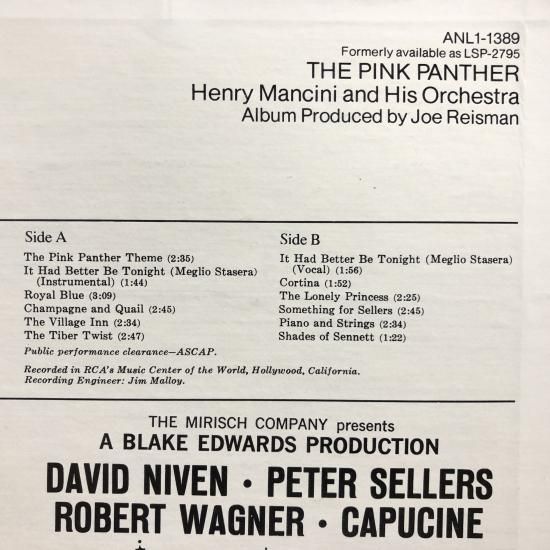 ANL1-1389
Formerly available as LSP-2795
THE PINK PANTHER
Henry Mancini and His Orchestra
Album Produced by Joe Reisman
Side A
The Pink Panther Theme (2:35)
It Had Better Be Tonight (Meglio Stasera)
(Instrumental) (1:44)
Royal Blue (3:09)
Champagne and Quail (2:45)
The Village Inn (2:34)
The Tiber Twist (2:47)
Public performance clearance—ASCAP.
Recorded in RCA's Music Center of the World, Hollywood, California.
Recording Engineer: Jim Malloy.
Side B
It Had Better Be Tonight (Meglio Stasera)
(Vocal) (1:56)
Cortina (1:52)
The Lonely Princess (2:25)
Something for Sellers (2:45)
Piano and Strings (2:34)
Shades of Sennett (1:22)
THE MIRISCH COMPANY presents
A BLAKE EDWARDS PRODUCTION
DAVID NIVEN • PETER SELLERS
ROBERT WAGNER • CAPUCINE